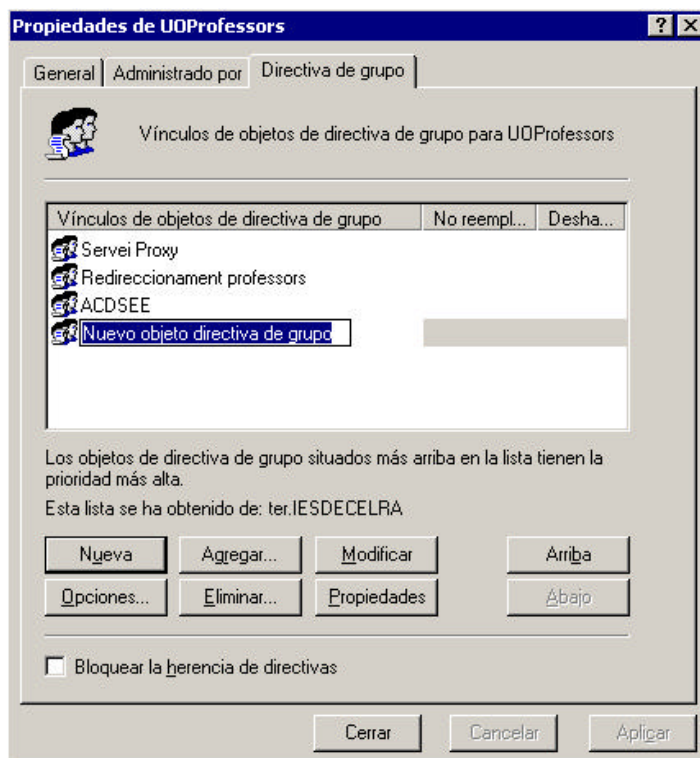 Propiedades de UOProfessors
General Administrado por Directiva de grupo
Vínculos de objetos de directiva de grupo para UOProfessors
Vínculos de objetos de directiva de grupo No reempl... Desha...
Servei Proxy
Redireccionament professors
ACDSEE
Nuevo objeto directiva de grupo
Los objetos de directiva de grupo situados más arriba en la lista tienen la
prioridad más alta.
Esta lista se ha obtenido de: ter.IESDECELRA
Nueva Agregar... Modificar Arriba
Opciones... Eliminar... Propiedades Abajo
Bloquear la herencia de directivas
Cerrar Cancelar Aplicar